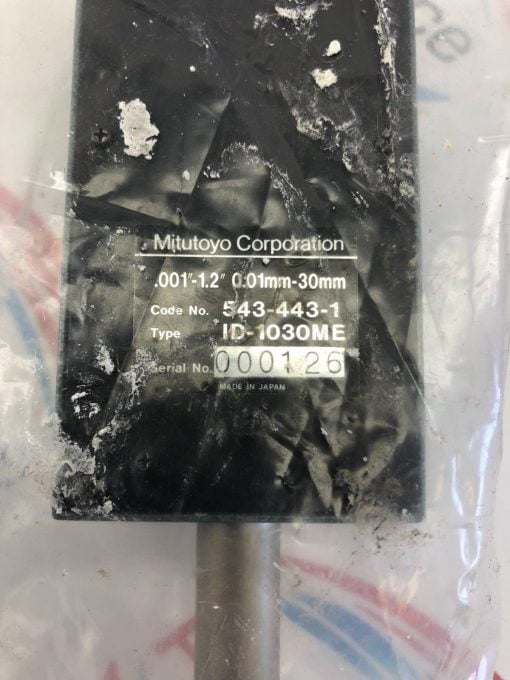 ce
Mitutoyo Corporation
.001"-1.2" 0.01mm-30mm
Code No. 543-443-1
Type ID-1030ME
Serial No. 000126
MADE IN JAPAN